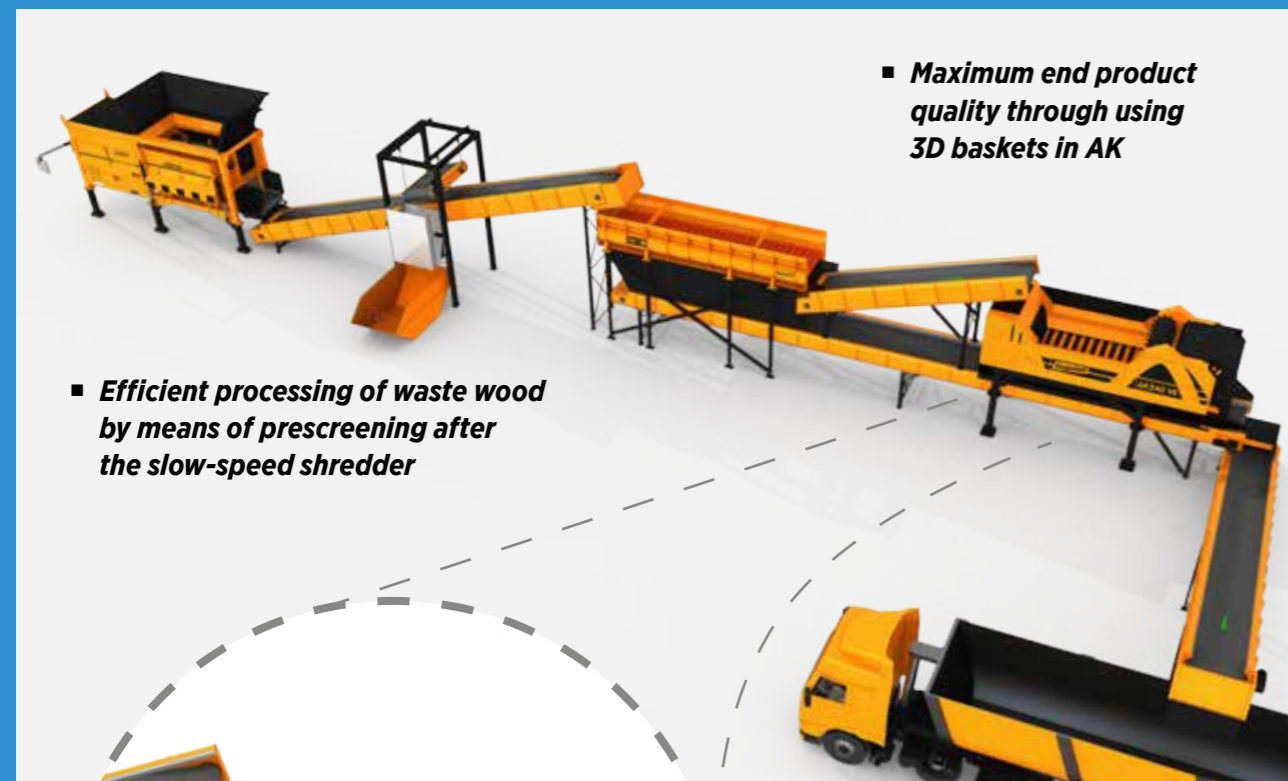 ■ Maximum end product
quality through using
3D baskets in AK
■ Efficient processing of waste wood
by means of prescreening after
the slow-speed shredder